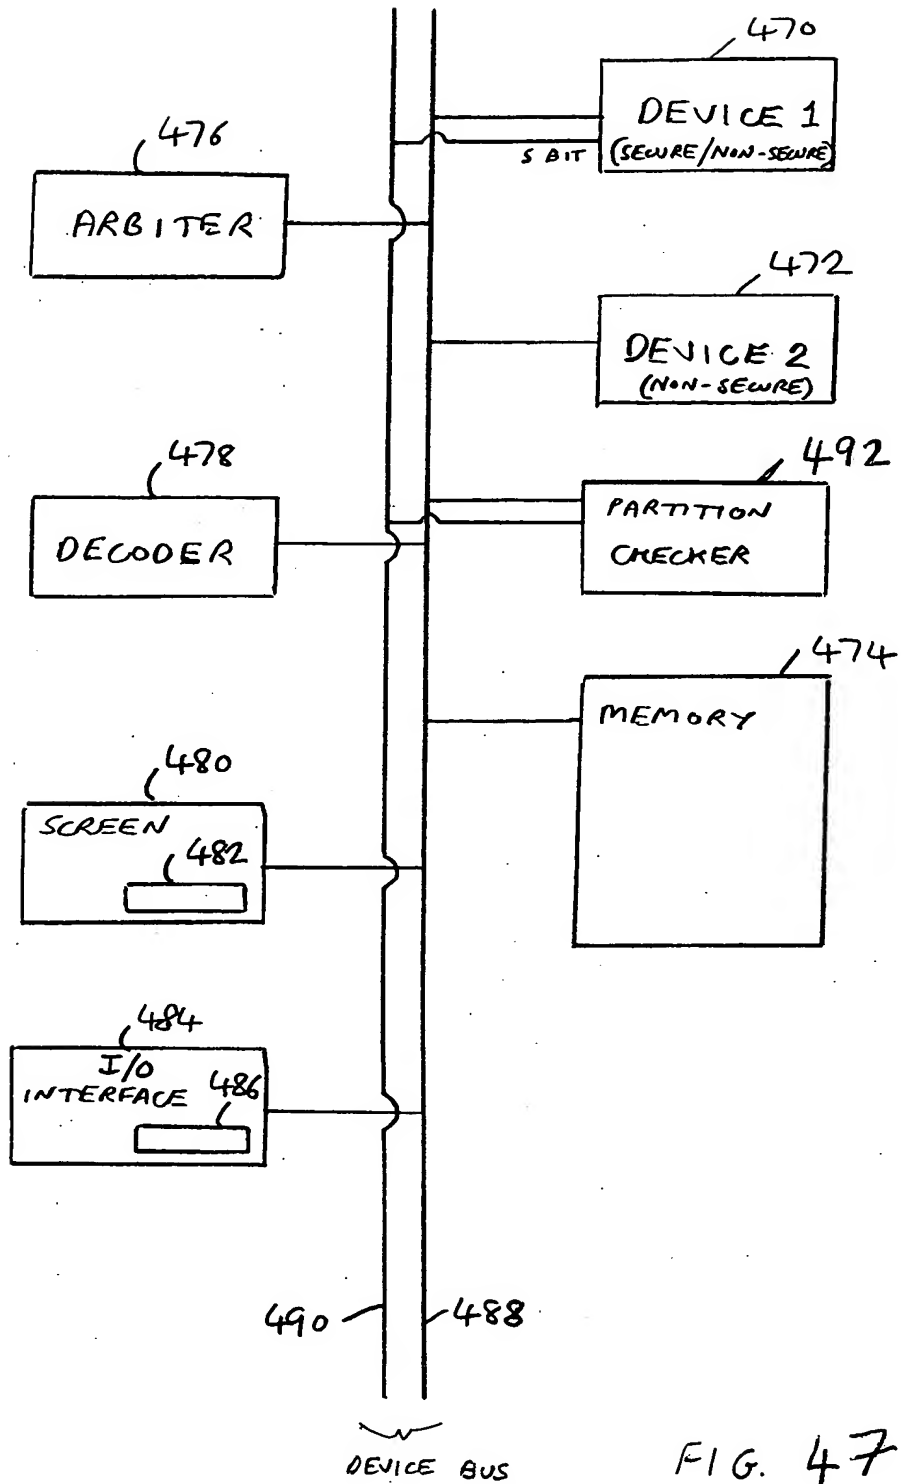 470
DEVICE 1
(SECURE/NON-SECURE)
S BIT
476
ARBITER
472
DEVICE 2
(NON-SECURE)
478
DECODER
492
PARTITION
CHECKER
474
MEMORY
480
SCREEN
482
484
I/O
INTERFACE
486
490
488
DEVICE BUS
FIG. 47